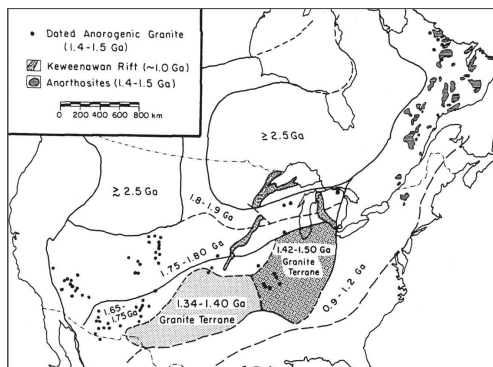 • Dated Anorogenic Granite
(1.4-1.5 Ga)
Keweenawan Rift (~1.0 Ga)
Anorthosites (1.4-1.5 Ga)
0 200 400 600 800 km
≥ 2.5 Ga
≥ 2.5 Ga
1.8-1.9 Ga
1.75-1.80 Ga
1.42-1.50 Ga
Granite
Terrane
1.65-
1.75 Ga
1.34-1.40 Ga
Granite Terrane
0.9-1.2 Ga